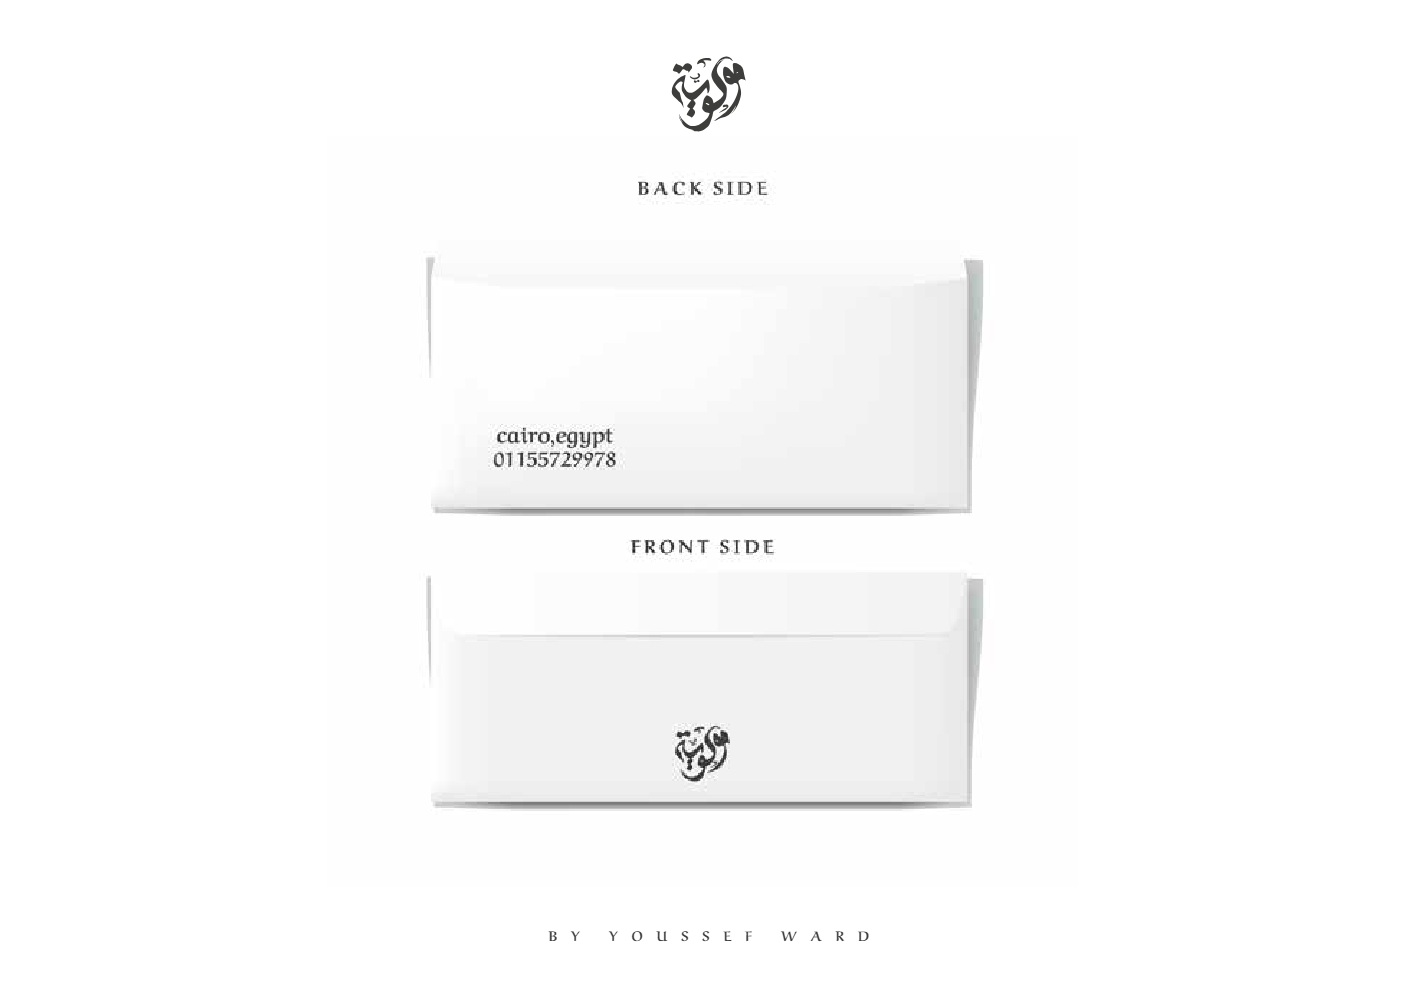 BACK SIDE
cairo,egypt
01155729978
FRONT SIDE
BY YOUSSEF WARD